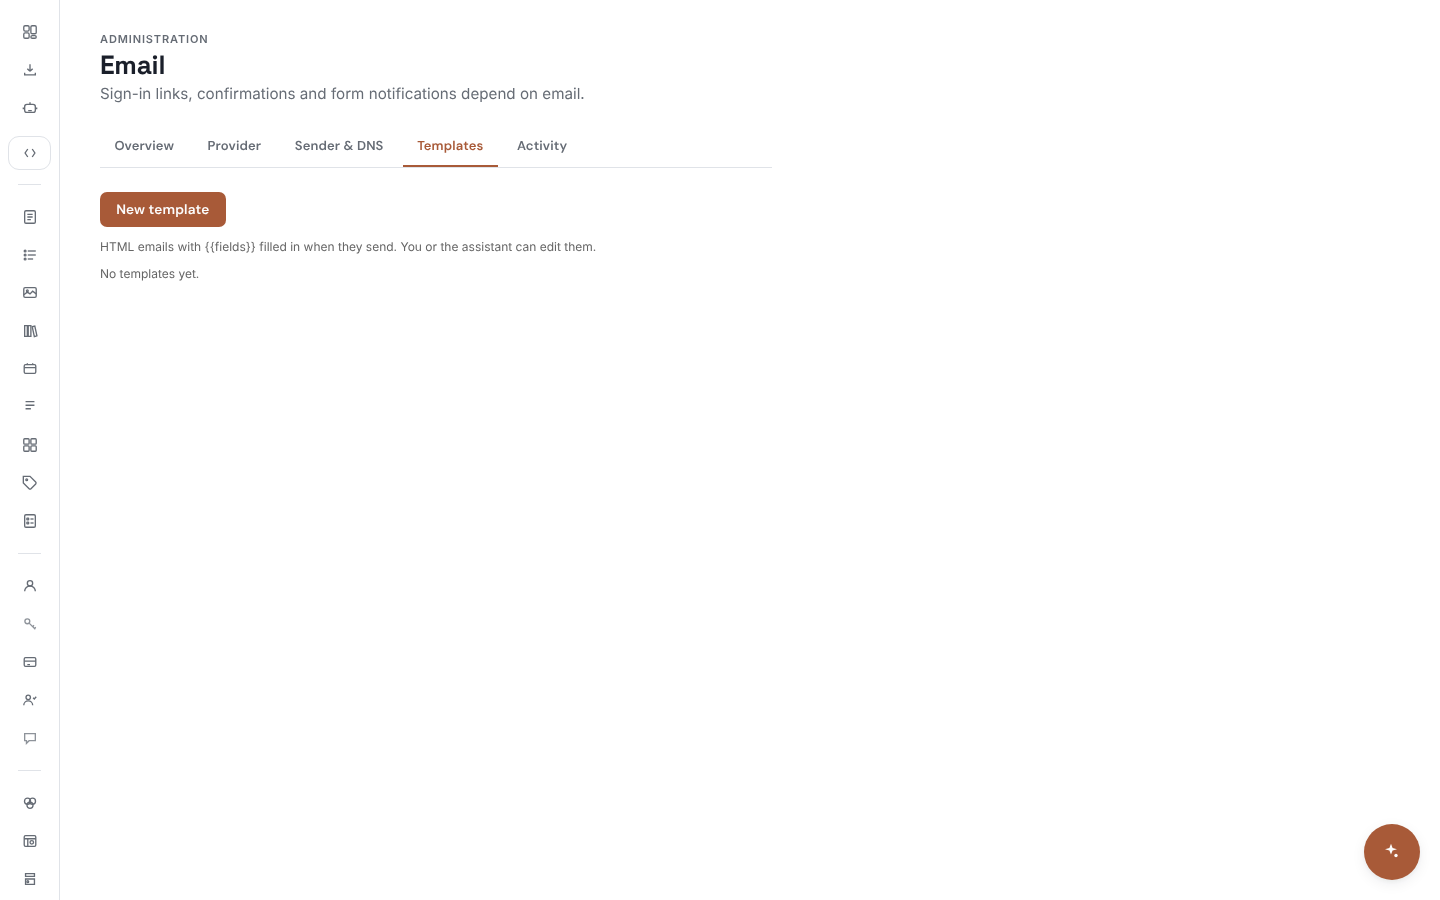 ADMINISTRATION
Email
Sign-in links, confirmations and form notifications depend on email.
Overview Provider Sender & DNS Templates Activity
New template
HTML emails with {{fields}} filled in when they send. You or the assistant can edit them.
No templates yet.